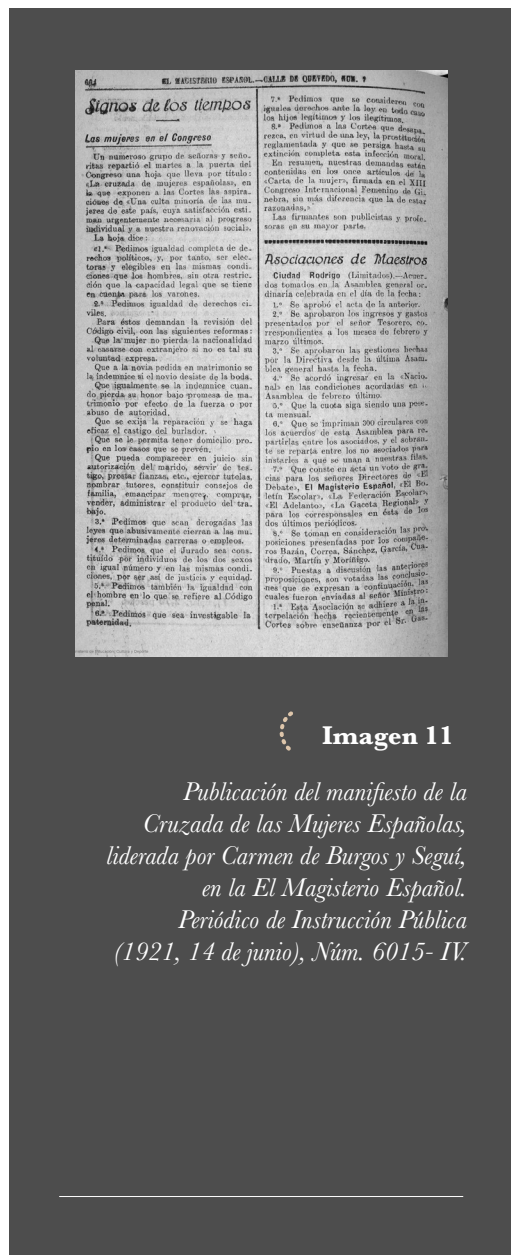 664
EL MAGISTERIO ESPAÑOL.—CALLE DE QUEVEDO, NUM. 7
Signos de los tiempos
Las mujeres en el Congreso
Un numeroso grupo de señoras y seño-
ritas repartió el martes a la puerta del
Congreso una hoja que lleva por título:
«La cruzada de mujeres españolas», en
la que exponen a las Cortes las aspira-
ciones de «Una culta minoría de las mu-
jeres de este país, cuya satisfacción esti-
man urgentemente necesaria al progreso
individual y a nuestra renovación social».
La hoja dice:
«1.ª Pedimos igualdad completa de de-
rechos políticos, y, por tanto, ser elec-
toras y elegibles en las mismas condi-
ciones que los hombres, sin otra restric-
ción que la capacidad legal que se tiene
en cuenta para los varones.
2.ª Pedimos igualdad de derechos ci-
viles.
Para éstos demandan la revisión del
Código civil, con las siguientes reformas:
Que la mujer no pierda la nacionalidad
al casarse con extranjero si no es tal su
voluntad expresa.
Que a la novia pedida en matrimonio se
la indemnice si el novio desiste de la boda.
Que igualmente se la indemnice cuan-
do pierda su honor bajo promesa de ma-
trimonio por efecto de la fuerza o por
abuso de autoridad.
Que se exija la reparación y se haga
eficaz el castigo del burlador.
Que se le permita tener domicilio pro-
pio en los casos que se prevén.
Que pueda comparecer en juicio sin
autorización del marido, servir de tes-
tigo, prestar fianzas, etc., ejercer tutelas,
nombrar tutores, constituir consejos de
familia, emancipar menores, comprar,
vender, administrar el producto del tra-
bajo.
3.ª Pedimos que sean derogadas las
leyes que abusivamente cierran a las mu-
jeres determinadas carreras o empleos.
4.ª Pedimos que el Jurado sea cons-
tituído por individuos de los dos sexos
en igual número y en las mismas condi-
ciones, por ser así de justicia y equidad.
5.ª Pedimos también la igualdad con
el hombre en lo que se refiere al Código
penal.
6.ª Pedimos que sea investigable la
paternidad.
7.ª Pedimos que se consideren con
iguales derechos ante la ley en todo caso
los hijos legítimos y los ilegítimos.
8.ª Pedimos a las Cortes que desapa-
rezca, en virtud de una ley, la prostitución
reglamentada y que se persiga hasta su
extinción completa esta infección moral.
En resumen, nuestras demandas están
contenidas en los once artículos de la
«Carta de la mujer», firmada en el XIII
Congreso Internacional Femenino de Gi-
nebra, sin más diferencia que la de estar
razonadas.»
Las firmantes son publicistas y profe-
soras en su mayor parte.
Asociaciones de Maestros
Ciudad Rodrigo (Limitados).—Acuer-
dos tomados en la Asamblea general or-
dinaria celebrada en el día de la fecha:
1.º Se aprobó el acta de la anterior.
2.º Se aprobaron los ingresos y gastos
presentados por el señor Tesorero, co-
rrespondientes a los meses de febrero y
marzo últimos.
3.º Se aprobaron las gestiones hechas
por la Directiva desde la última Asam-
blea general hasta la fecha.
4.º Se acordó ingresar en la «Nacio-
nal» en las condiciones acordadas en
Asamblea de febrero último.
5.º Que la cuota siga siendo una pese-
ta mensual.
6.º Que se impriman 300 circulares con
los acuerdos de esta Asamblea para re-
partirlas entre los asociados, y el sobran-
te se reparta entre los no asociados para
instarles a que se unan a nuestras filas.
7.º Que conste en acta un voto de gra-
cias para los señores Directores de «El
Debate», El Magisterio Español, «El Bo-
letín Escolar», «La Federación Escolar»,
«El Adelanto», «La Gaceta Regional» y
para los corresponsales en ésta de los
dos últimos periódicos.
8.º Se toman en consideración las pro-
posiciones presentadas por los compañe-
ros Bazán, Correa, Sánchez, García, Cua-
drado, Martín y Moríñigo.
9.º Puestas a discusión las anteriores
proposiciones, son votadas las conclusio-
nes que se expresan a continuación, las
cuales fueron enviadas al señor Ministro:
1.ª Esta Asociación se adhiere a la in-
terpelación hecha recientemente en las
Cortes sobre enseñanza por el Sr. Gas-
Imagen 11
Publicación del manifiesto de la
Cruzada de las Mujeres Españolas,
liderada por Carmen de Burgos y Seguí,
en la El Magisterio Español.
Periódico de Instrucción Pública
(1921, 14 de junio), Núm. 6015- IV.